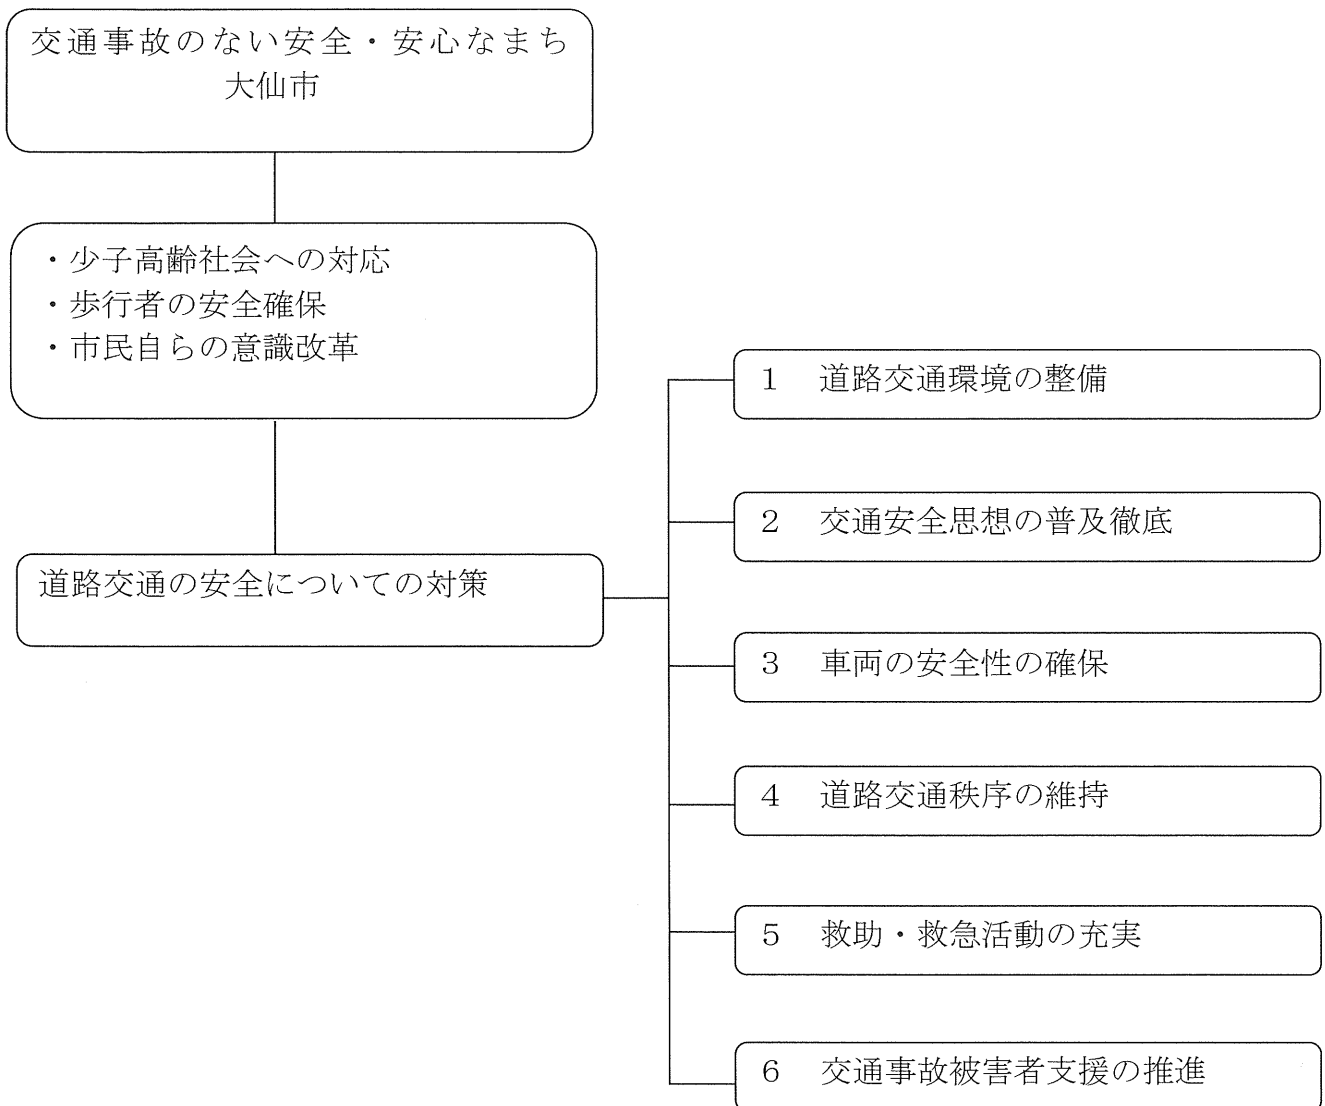 交通事故のない安全・安心なまち
大仙市
・少子高齢社会への対応
・歩行者の安全確保
・市民自らの意識改革
道路交通の安全についての対策
1　道路交通環境の整備
2　交通安全思想の普及徹底
3　車両の安全性の確保
4　道路交通秩序の維持
5　救助・救急活動の充実
6　交通事故被害者支援の推進